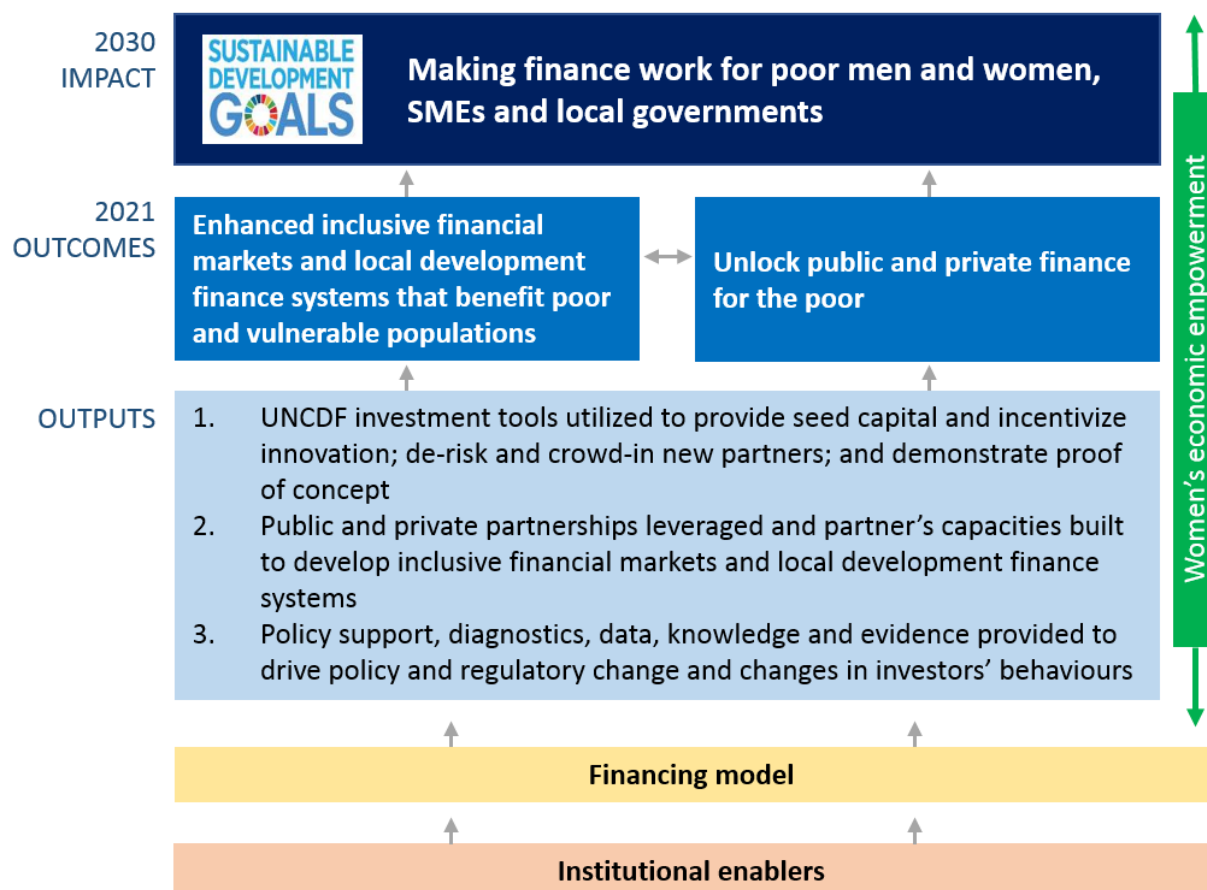 2030
IMPACT
SUSTAINABLE
DEVELOPMENT
GOALS
Making finance work for poor men and women,
SMEs and local governments
2021
OUTCOMES
Enhanced inclusive financial
markets and local development
finance systems that benefit poor
and vulnerable populations
Unlock public and private finance
for the poor
OUTPUTS
1. UNCDF investment tools utilized to provide seed capital and incentivize
innovation; de-risk and crowd-in new partners; and demonstrate proof
of concept
2. Public and private partnerships leveraged and partner’s capacities built
to develop inclusive financial markets and local development finance
systems
3. Policy support, diagnostics, data, knowledge and evidence provided to
drive policy and regulatory change and changes in investors’ behaviours
Women’s economic empowerment
Financing model
Institutional enablers